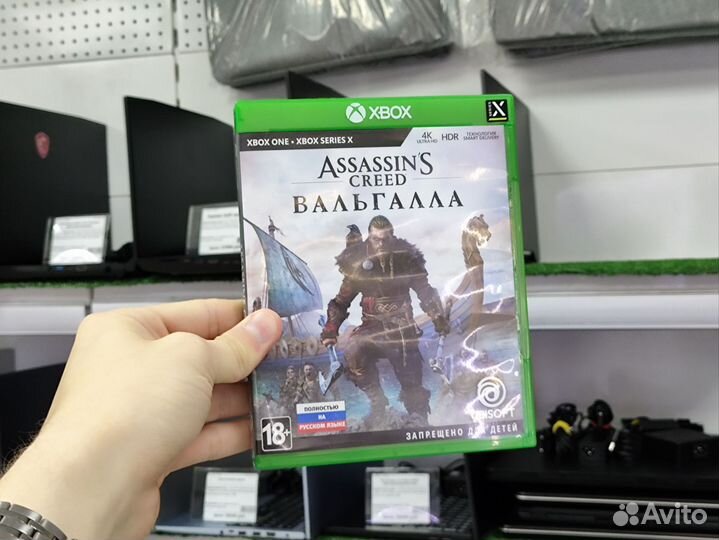 XBOX
XBOX ONE • XBOX SERIES X
4K
ULTRA HD
HDR
ТЕХНОЛОГИЯ
SMART DELIVERY
X
ASSASSIN'S
CREED
ВАЛЬГАЛЛА
ПОЛНОСТЬЮ
НА
РУССКОМ ЯЗЫКЕ
UBISOFT
18+
ЗАПРЕЩЕНО ДЛЯ ДЕТЕЙ
Avito